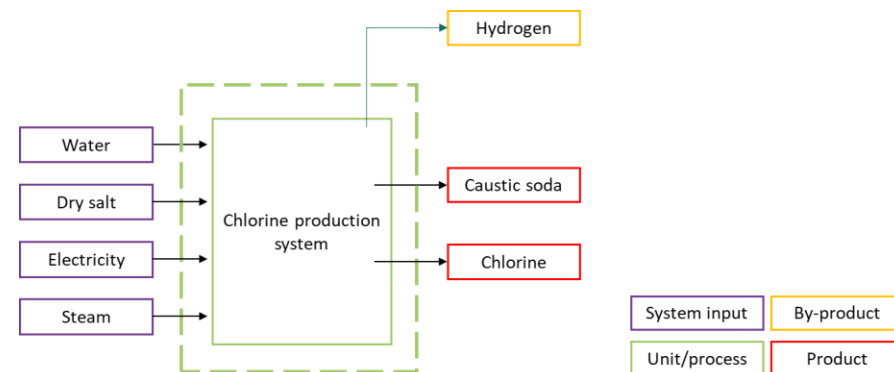 Hydrogen
Water
Dry salt
Electricity
Steam
Chlorine production
system
Caustic soda
Chlorine
System input
By-product
Unit/process
Product